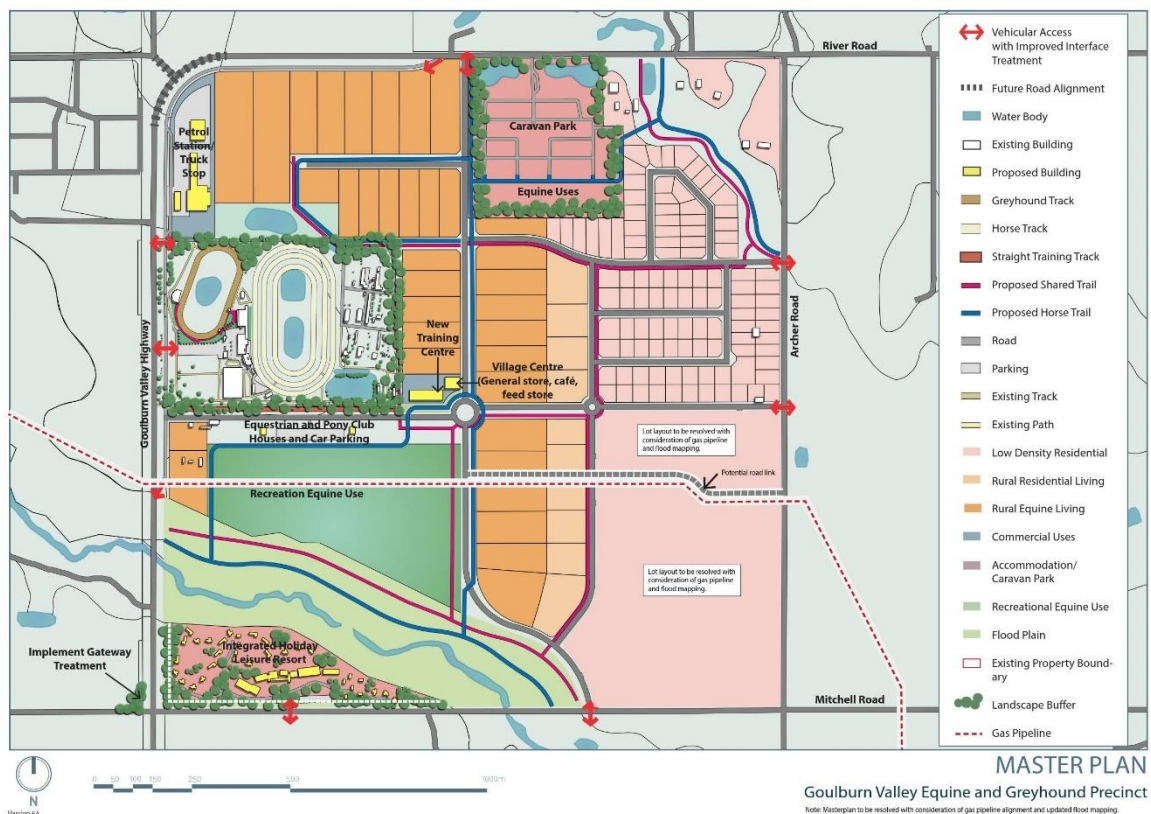 River Road
Petrol
Station/
Truck
Stop
Caravan Park
Equine Uses
Goulburn Valley Highway
Archer Road
New
Training
Centre
Village Centre
(General store, café,
feed store
Equestrian and Pony Club
Houses and Car Parking
Lot layout to be resolved with
consideration of gas pipeline
and flood mapping.
Potential road link
Recreation Equine Use
Lot layout to be resolved with
consideration of gas pipeline
and flood mapping.
Implement Gateway
Treatment
Integrated Holiday
Leisure Resort
Mitchell Road
Vehicular Access
with Improved Interface
Treatment
Future Road Alignment
Water Body
Existing Building
Proposed Building
Greyhound Track
Horse Track
Straight Training Track
Proposed Shared Trail
Proposed Horse Trail
Road
Parking
Existing Track
Existing Path
Low Density Residential
Rural Residential Living
Rural Equine Living
Commercial Uses
Accommodation/
Caravan Park
Recreational Equine Use
Flood Plain
Existing Property Bound-
ary
Landscape Buffer
Gas Pipeline
N
0 50 100 150 250 500 1000m
MASTER PLAN
Goulburn Valley Equine and Greyhound Precinct
Note: Masterplan to be resolved with consideration of gas pipeline alignment and updated flood mapping.